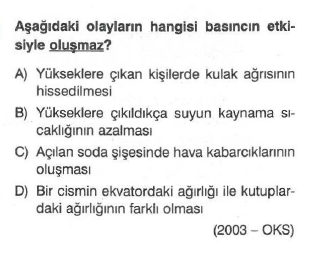 Aşağıdaki olayların hangisi basıncın etki-
siyle oluşmaz?
A) Yükseklere çıkan kişilerde kulak ağrısının
hissedilmesi
B) Yükseklere çıkıldıkça suyun kaynama sı-
caklığının azalması
C) Açılan soda şişesinde hava kabarcıklarının
oluşması
D) Bir cismin ekvatordaki ağırlığı ile kutuplar-
daki ağırlığının farklı olması
(2003 – OKS)